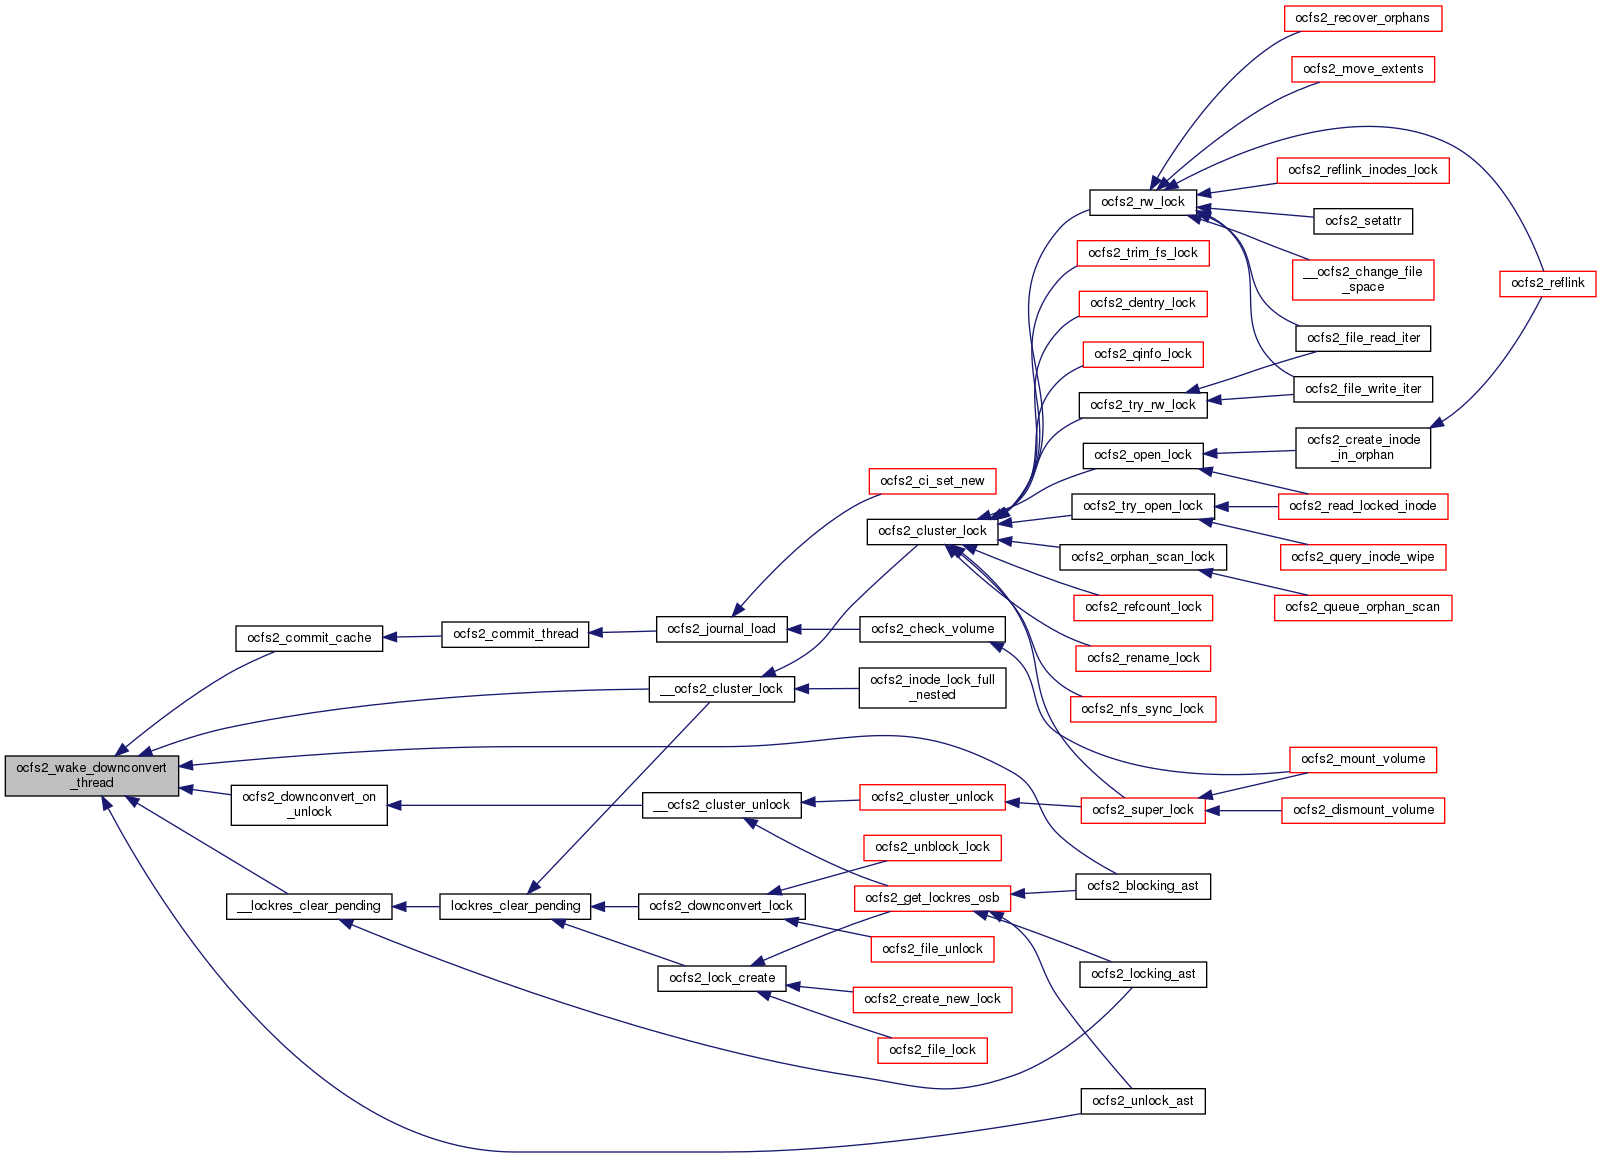 ocfs2_recover_orphans
ocfs2_move_extents
ocfs2_reflink_inodes_lock
ocfs2_rw_lock
ocfs2_setattr
ocfs2_trim_fs_lock
__ocfs2_change_file
_space
ocfs2_reflink
ocfs2_dentry_lock
ocfs2_file_read_iter
ocfs2_qinfo_lock
ocfs2_file_write_iter
ocfs2_try_rw_lock
ocfs2_create_inode
_in_orphan
ocfs2_open_lock
ocfs2_ci_set_new
ocfs2_try_open_lock
ocfs2_read_locked_inode
ocfs2_cluster_lock
ocfs2_orphan_scan_lock
ocfs2_query_inode_wipe
ocfs2_refcount_lock
ocfs2_queue_orphan_scan
ocfs2_commit_cache
ocfs2_commit_thread
ocfs2_journal_load
ocfs2_check_volume
ocfs2_rename_lock
__ocfs2_cluster_lock
ocfs2_inode_lock_full
_nested
ocfs2_nfs_sync_lock
ocfs2_mount_volume
ocfs2_wake_downconvert
_thread
ocfs2_downconvert_on
_unlock
__ocfs2_cluster_unlock
ocfs2_cluster_unlock
ocfs2_super_lock
ocfs2_dismount_volume
ocfs2_unblock_lock
ocfs2_blocking_ast
__lockres_clear_pending
lockres_clear_pending
ocfs2_downconvert_lock
ocfs2_get_lockres_osb
ocfs2_file_unlock
ocfs2_lock_create
ocfs2_locking_ast
ocfs2_create_new_lock
ocfs2_file_lock
ocfs2_unlock_ast